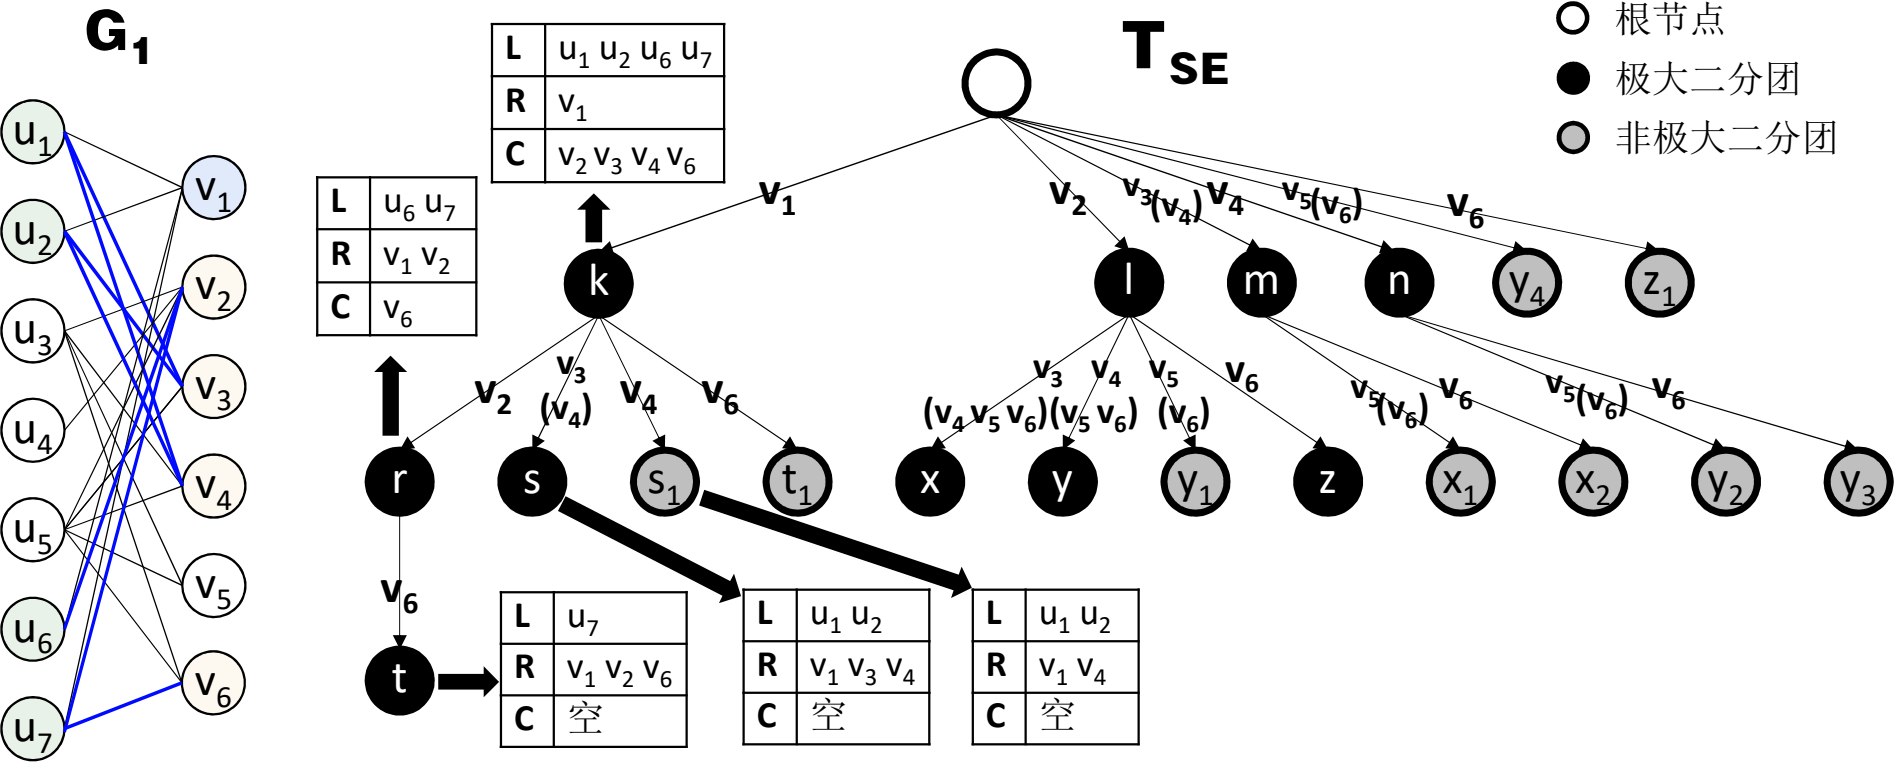 G₁
u₁
u₂
u₃
u₄
u₅
u₆
u₇
v₁
v₂
v₃
v₄
v₅
v₆
L u₆ u₇
R v₁ v₂
C v₆
L u₁ u₂ u₆ u₇
R v₁
C v₂ v₃ v₄ v₆
T SE
根节点
极大二分团
非极大二分团
v₁
v₂
v₃(v₄)
v₄
v₅(v₆)
v₆
k
l
m
n
y₄
z₁
v₂
v₃
(v₄)
v₄
v₆
v₃
(v₄ v₅ v₆)
v₄
(v₅ v₆)
v₅
(v₆)
v₆
v₅(v₆)
v₆
v₅(v₆)
v₆
r
s
s₁
t₁
x
y
y₁
z
x₁
x₂
y₂
y₃
v₆
t
L u₇
R v₁ v₂ v₆
C 空
L u₁ u₂
R v₁ v₃ v₄
C 空
L u₁ u₂
R v₁ v₄
C 空